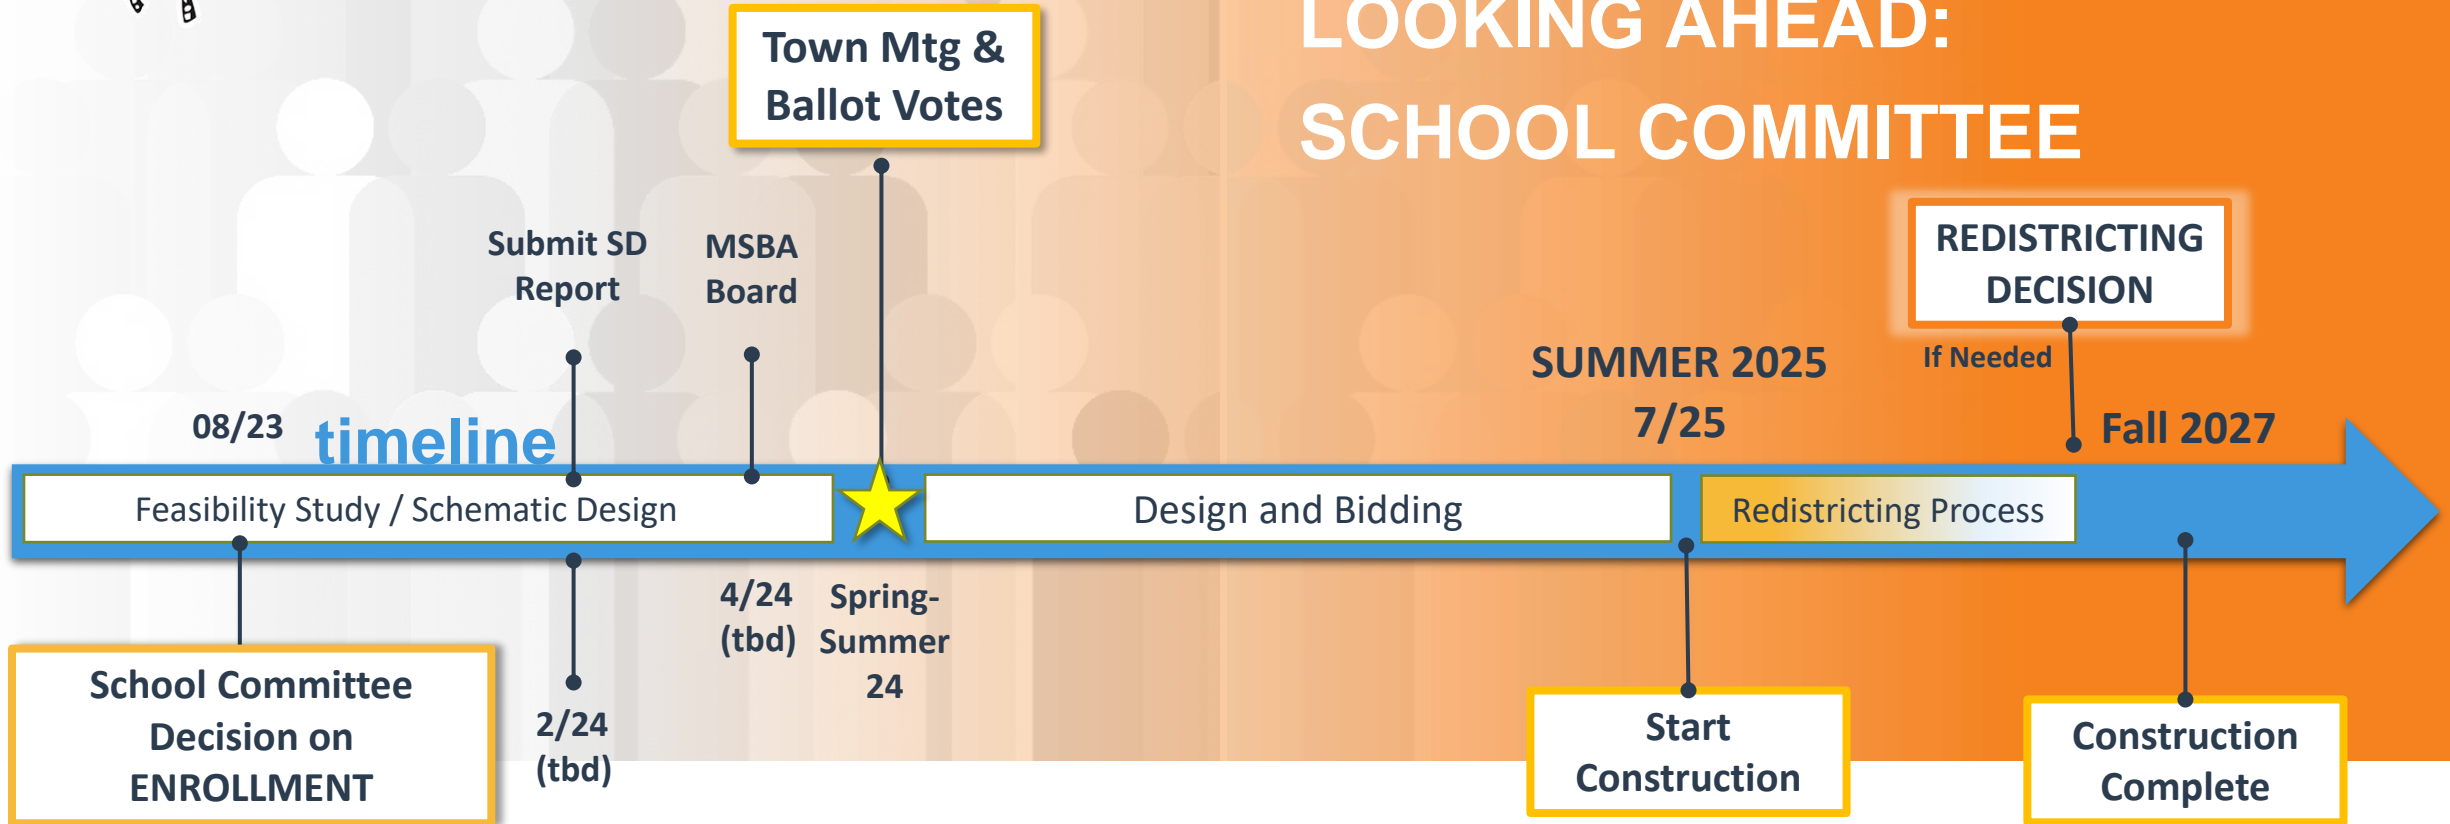 LOOKING AHEAD:
SCHOOL COMMITTEE
Town Mtg &
Ballot Votes
Submit SD
Report
MSBA
Board
REDISTRICTING
DECISION
If Needed
SUMMER 2025
7/25
08/23
timeline
Fall 2027
Feasibility Study / Schematic Design
Design and Bidding
Redistricting Process
4/24
(tbd)
Spring-
Summer
24
2/24
(tbd)
School Committee
Decision on
ENROLLMENT
Start
Construction
Construction
Complete